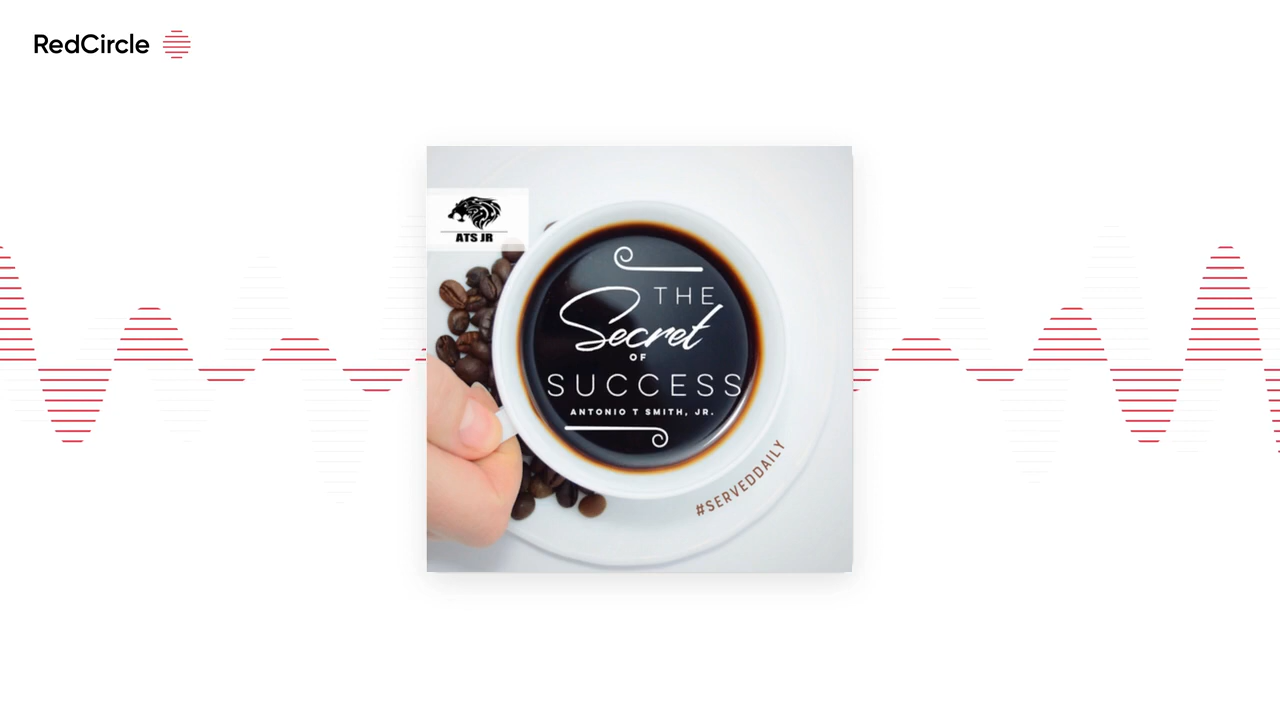 RedCircle
ATS JR
THE
Secret
OF
SUCCESS
ANTONIO T SMITH, JR.
#SERVEDDAILY